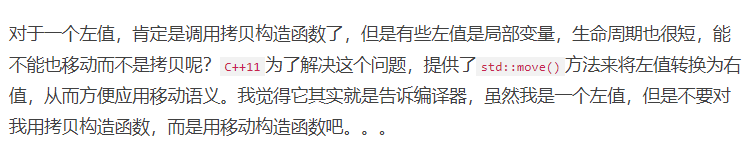 对于一个左值，肯定是调用拷贝构造函数了，但是有些左值是局部变量，生命周期也很短，能
不能也移动而不是拷贝呢？C++11为了解决这个问题，提供了std::move()方法来将左值转换为右
值，从而方便应用移动语义。我觉得它其实就是告诉编译器，虽然我是一个左值，但是不要对
我用拷贝构造函数，而是用移动构造函数吧。。。